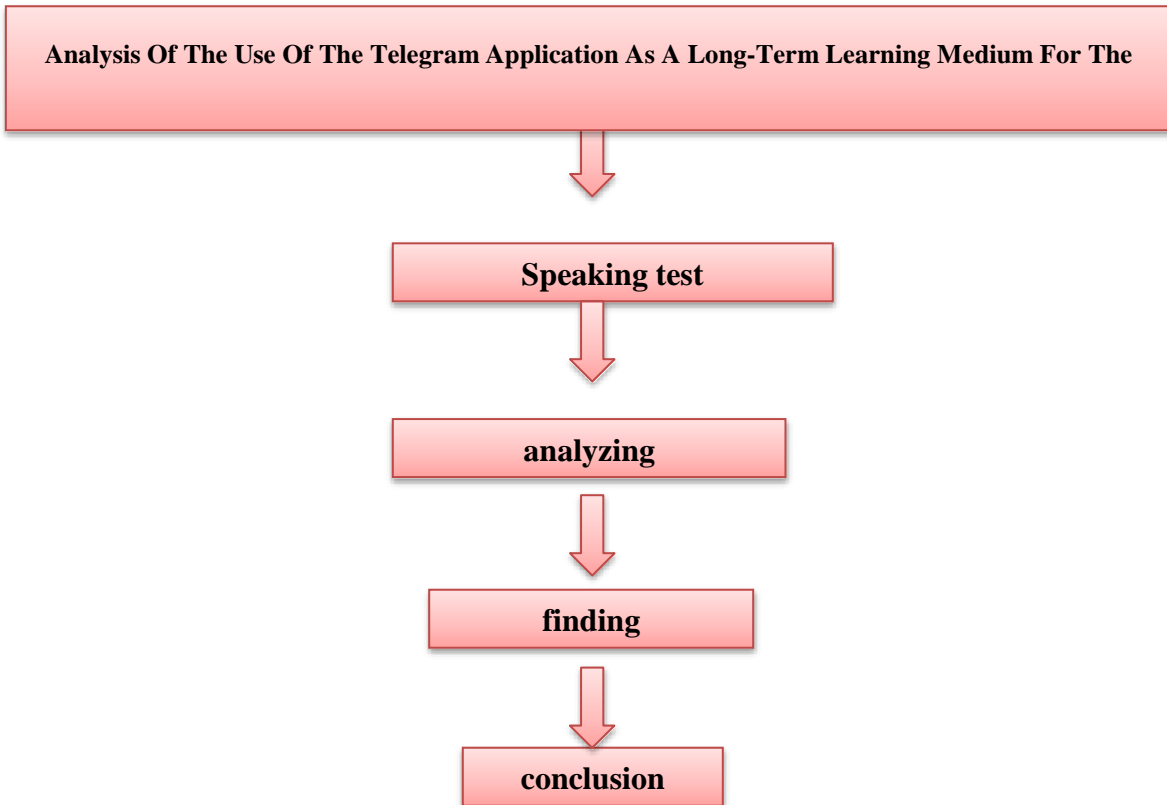 Analysis Of The Use Of The Telegram Application As A Long-Term Learning Medium For The
Speaking test
analyzing
finding
conclusion